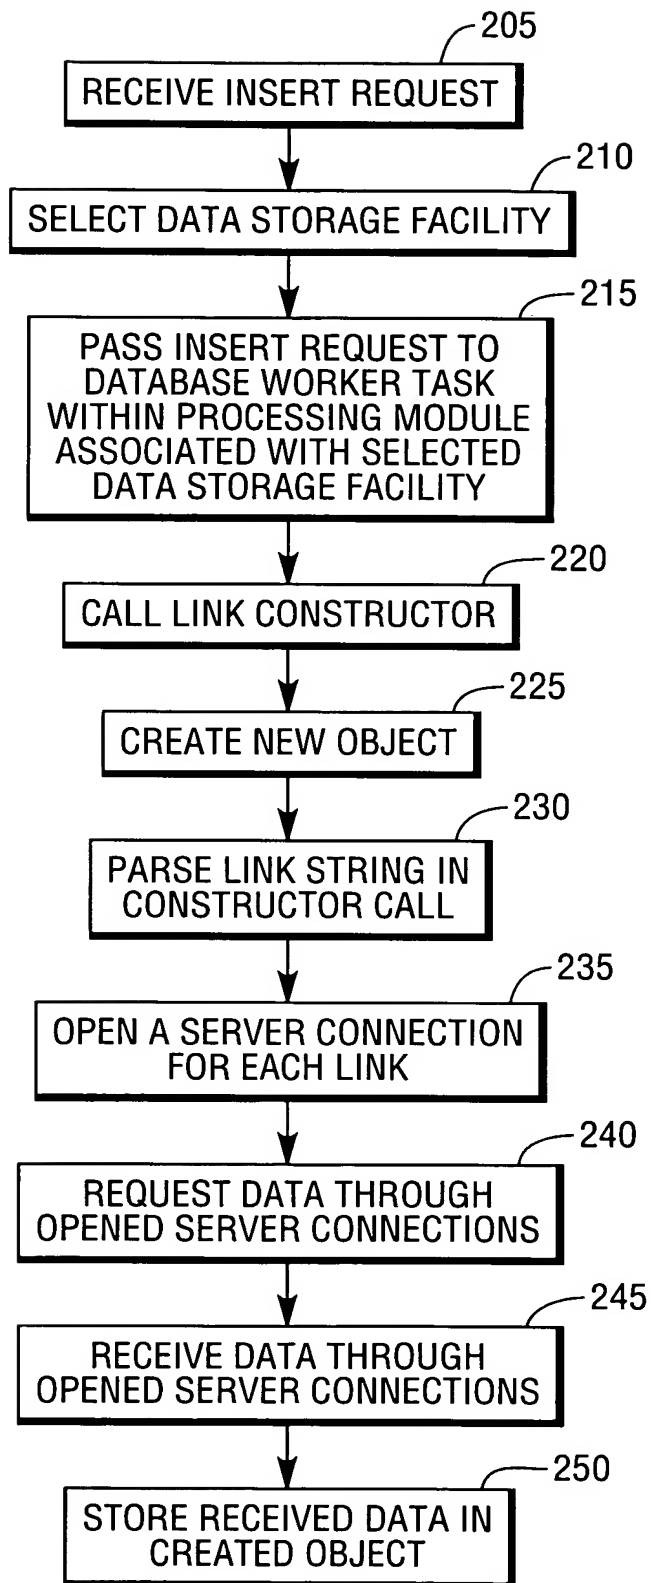 205
RECEIVE INSERT REQUEST
210
SELECT DATA STORAGE FACILITY
215
PASS INSERT REQUEST TO
DATABASE WORKER TASK
WITHIN PROCESSING MODULE
ASSOCIATED WITH SELECTED
DATA STORAGE FACILITY
220
CALL LINK CONSTRUCTOR
225
CREATE NEW OBJECT
230
PARSE LINK STRING IN
CONSTRUCTOR CALL
235
OPEN A SERVER CONNECTION
FOR EACH LINK
240
REQUEST DATA THROUGH
OPENED SERVER CONNECTIONS
245
RECEIVE DATA THROUGH
OPENED SERVER CONNECTIONS
250
STORE RECEIVED DATA IN
CREATED OBJECT